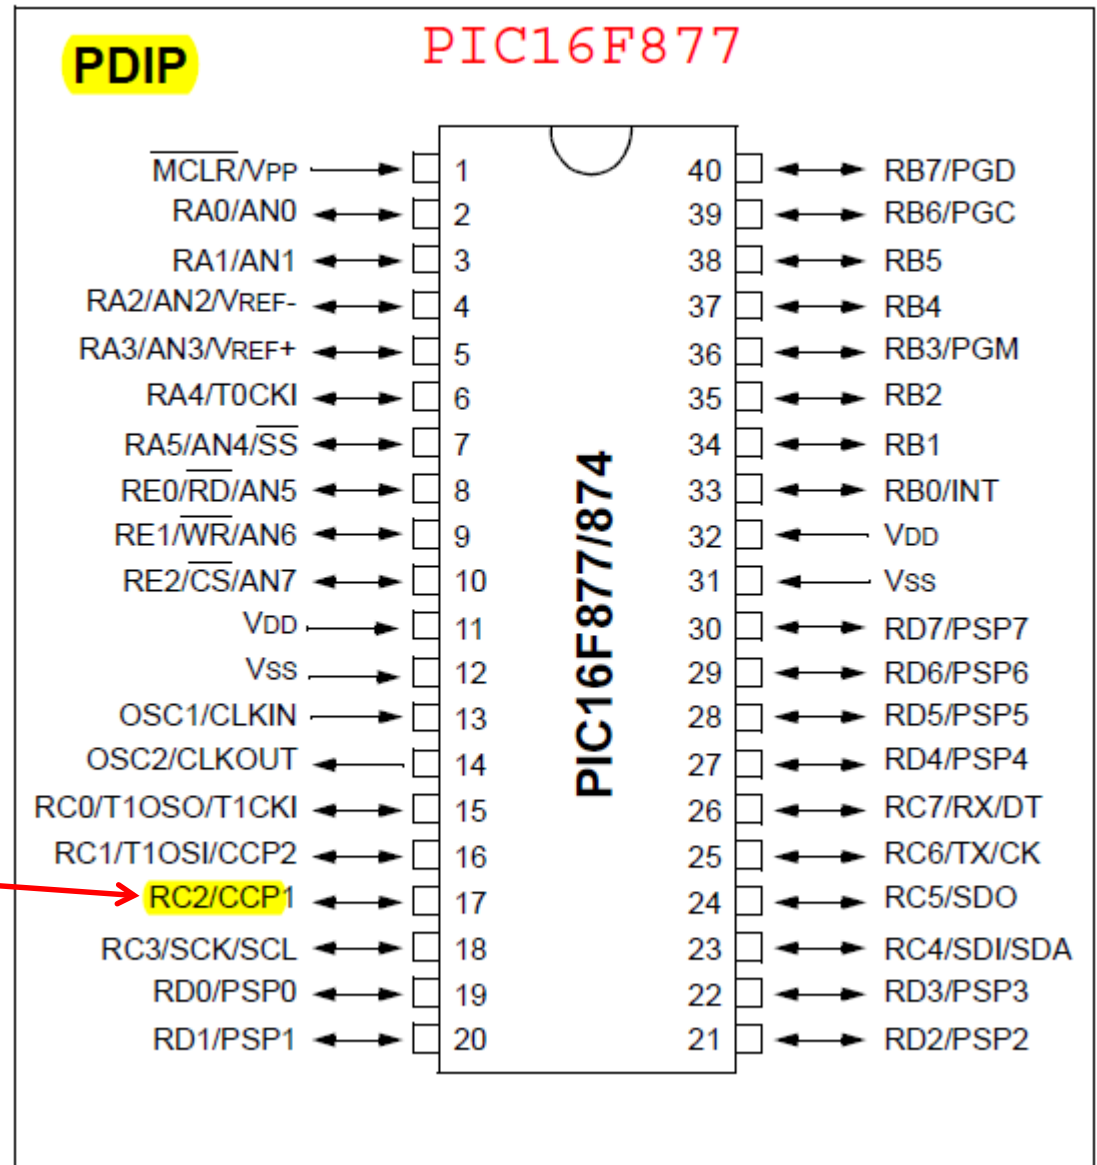 PDIP
PIC16F877
MCLR/VPP 1 40 RB7/PGD
RA0/AN0 2 39 RB6/PGC
RA1/AN1 3 38 RB5
RA2/AN2/VREF- 4 37 RB4
RA3/AN3/VREF+ 5 36 RB3/PGM
RA4/T0CKI 6 35 RB2
RA5/AN4/SS 7 34 RB1
RE0/RD/AN5 8 33 RB0/INT
RE1/WR/AN6 9 32 VDD
RE2/CS/AN7 10 31 VSS
VDD 11 30 RD7/PSP7
VSS 12 29 RD6/PSP6
OSC1/CLKIN 13 28 RD5/PSP5
OSC2/CLKOUT 14 27 RD4/PSP4
RC0/T1OSO/T1CKI 15 26 RC7/RX/DT
RC1/T1OSI/CCP2 16 25 RC6/TX/CK
RC2/CCP1 17 24 RC5/SDO
RC3/SCK/SCL 18 23 RC4/SDI/SDA
RD0/PSP0 19 22 RD3/PSP3
RD1/PSP1 20 21 RD2/PSP2
PIC16F877/874